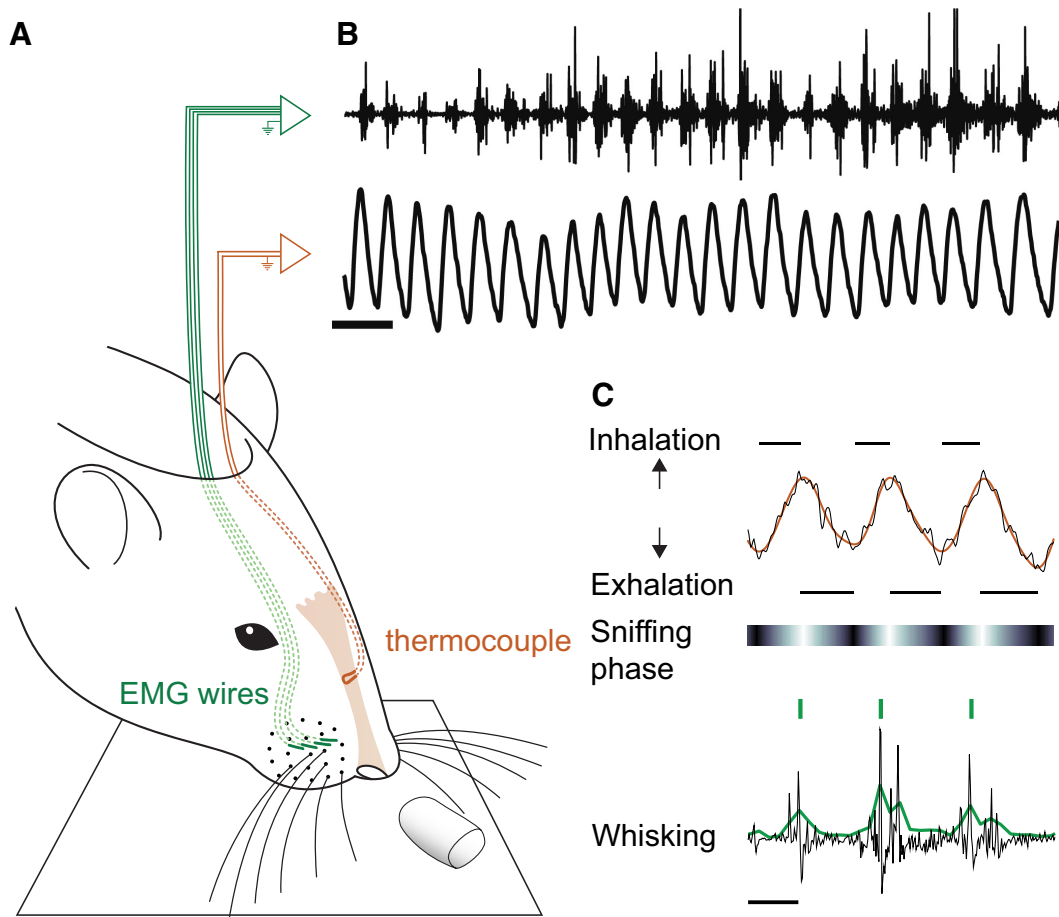 A
B
thermocouple
EMG wires
C
Inhalation
Exhalation
Sniffing
phase
Whisking